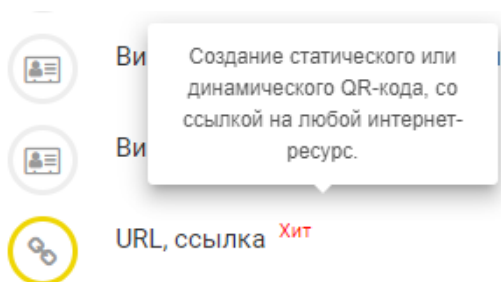 Ви
Создание статического или
динамического QR-кода, со
ссылкой на любой интернет-
ресурс.
Ви
URL, ссылка Хит